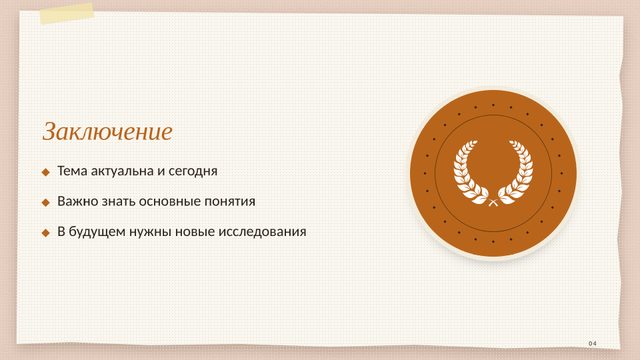 Заключение
Тема актуальна и сегодня
Важно знать основные понятия
В будущем нужны новые исследования
04